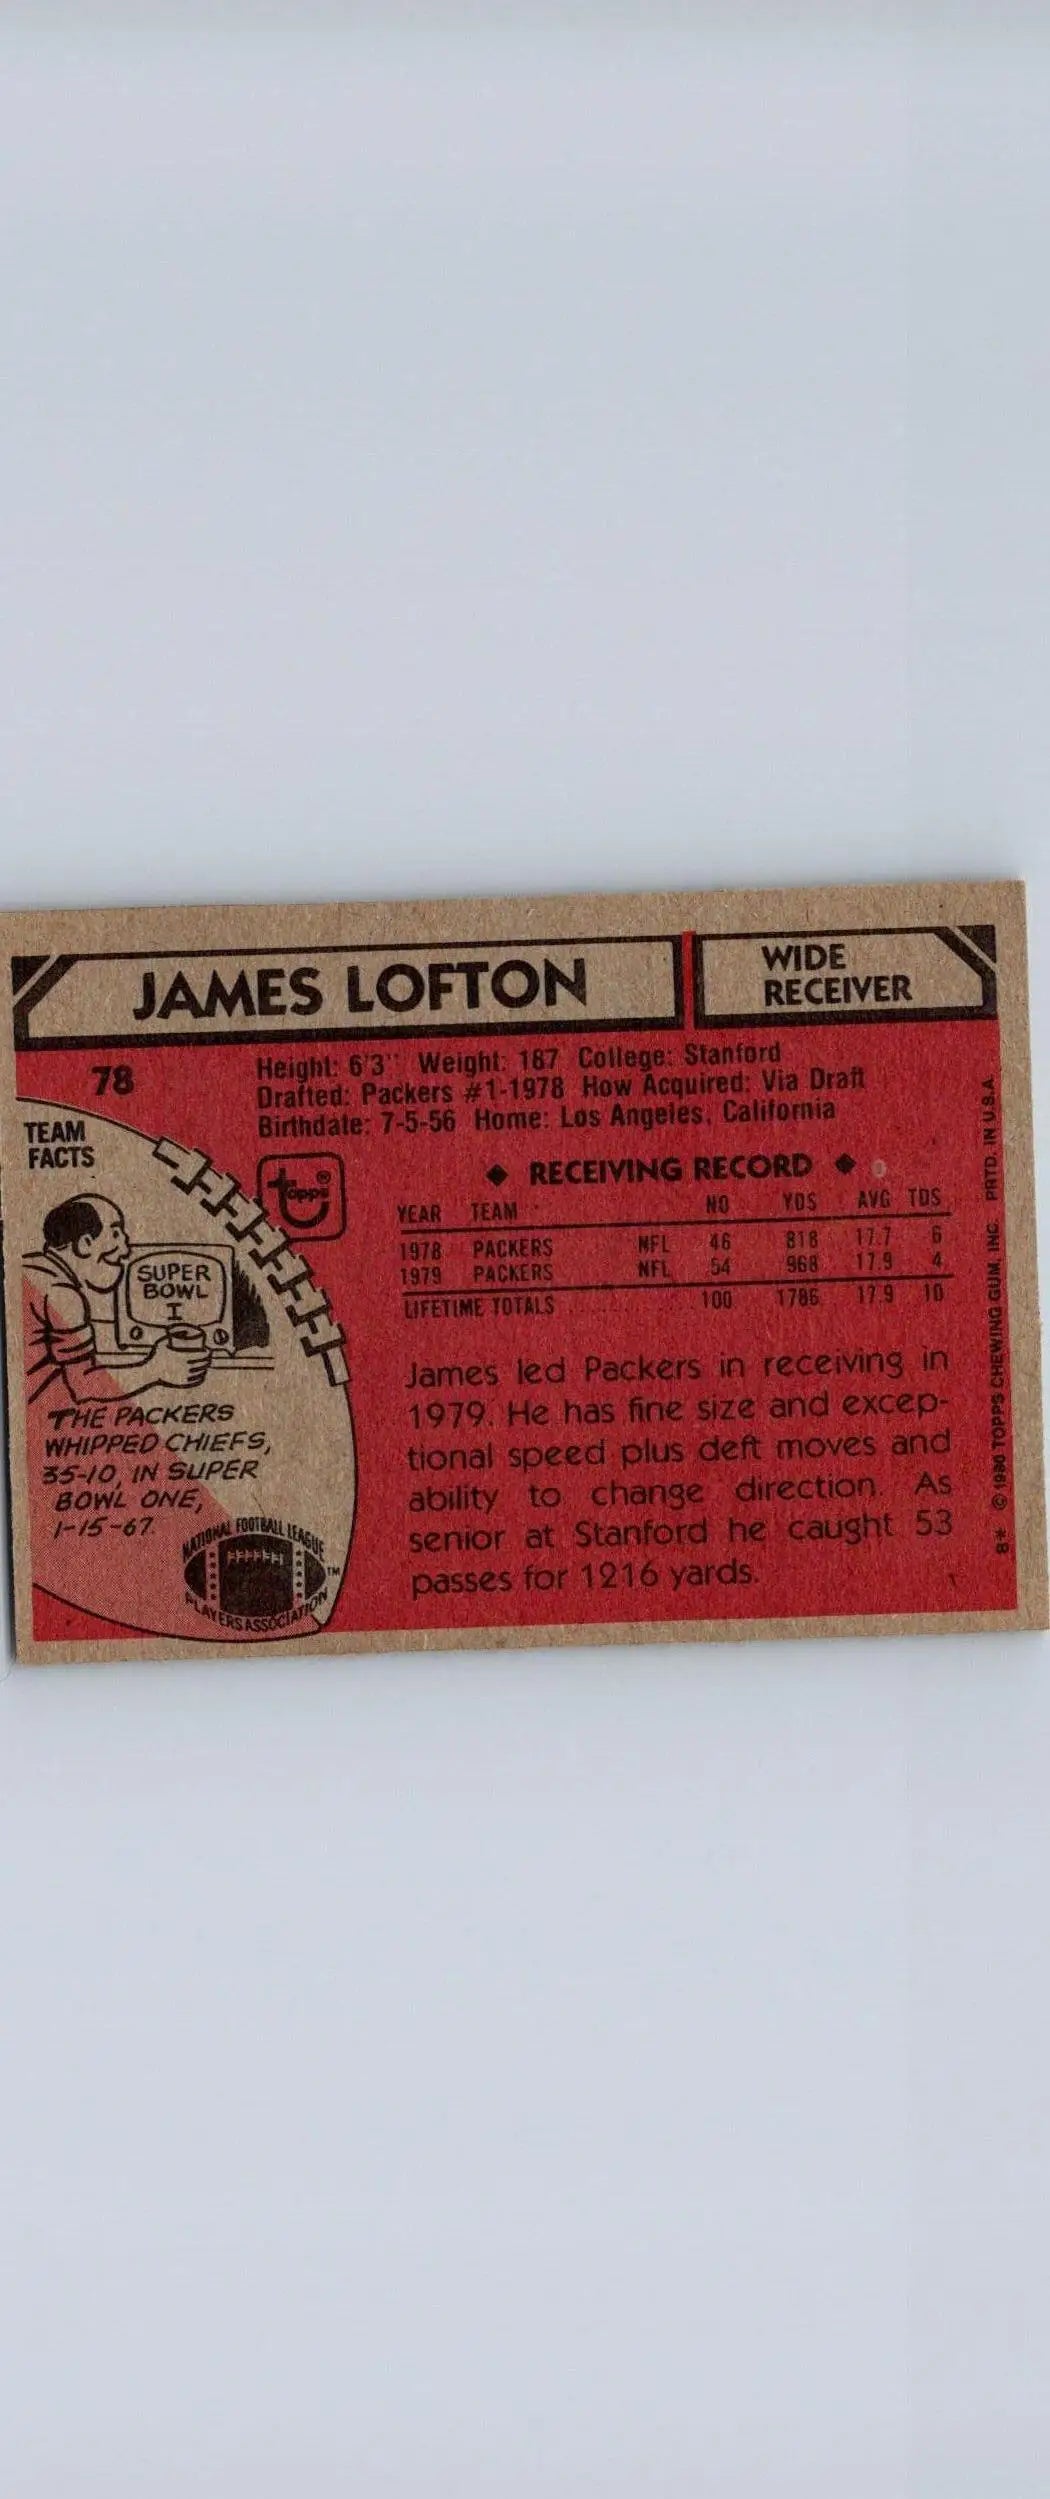 JAMES LOFTON
WIDE
RECEIVER
78
Height: 6'3" Weight: 187 College: Stanford
Drafted: Packers #1-1978 How Acquired: Via Draft
Birthdate: 7-5-56 Home: Los Angeles, California
TEAM
FACTS
topps®
SUPER
BOWL
I
THE PACKERS
WHIPPED CHIEFS,
35-10, IN SUPER
BOWL ONE,
1-15-67.
NATIONAL FOOTBALL LEAGUE
PLAYERS ASSOCIATION
TM
◆ RECEIVING RECORD ◆
YEAR TEAM NO YDS AVG TDS
1978 PACKERS NFL 46 818 17.7 6
1979 PACKERS NFL 54 968 17.9 4
LIFETIME TOTALS 100 1786 17.9 10
James led Packers in receiving in
1979. He has fine size and excep-
tional speed plus deft moves and
ability to change direction. As
senior at Stanford he caught 53
passes for 1216 yards.
8* © 1980 TOPPS CHEWING GUM, INC. PRTD. IN U.S.A.